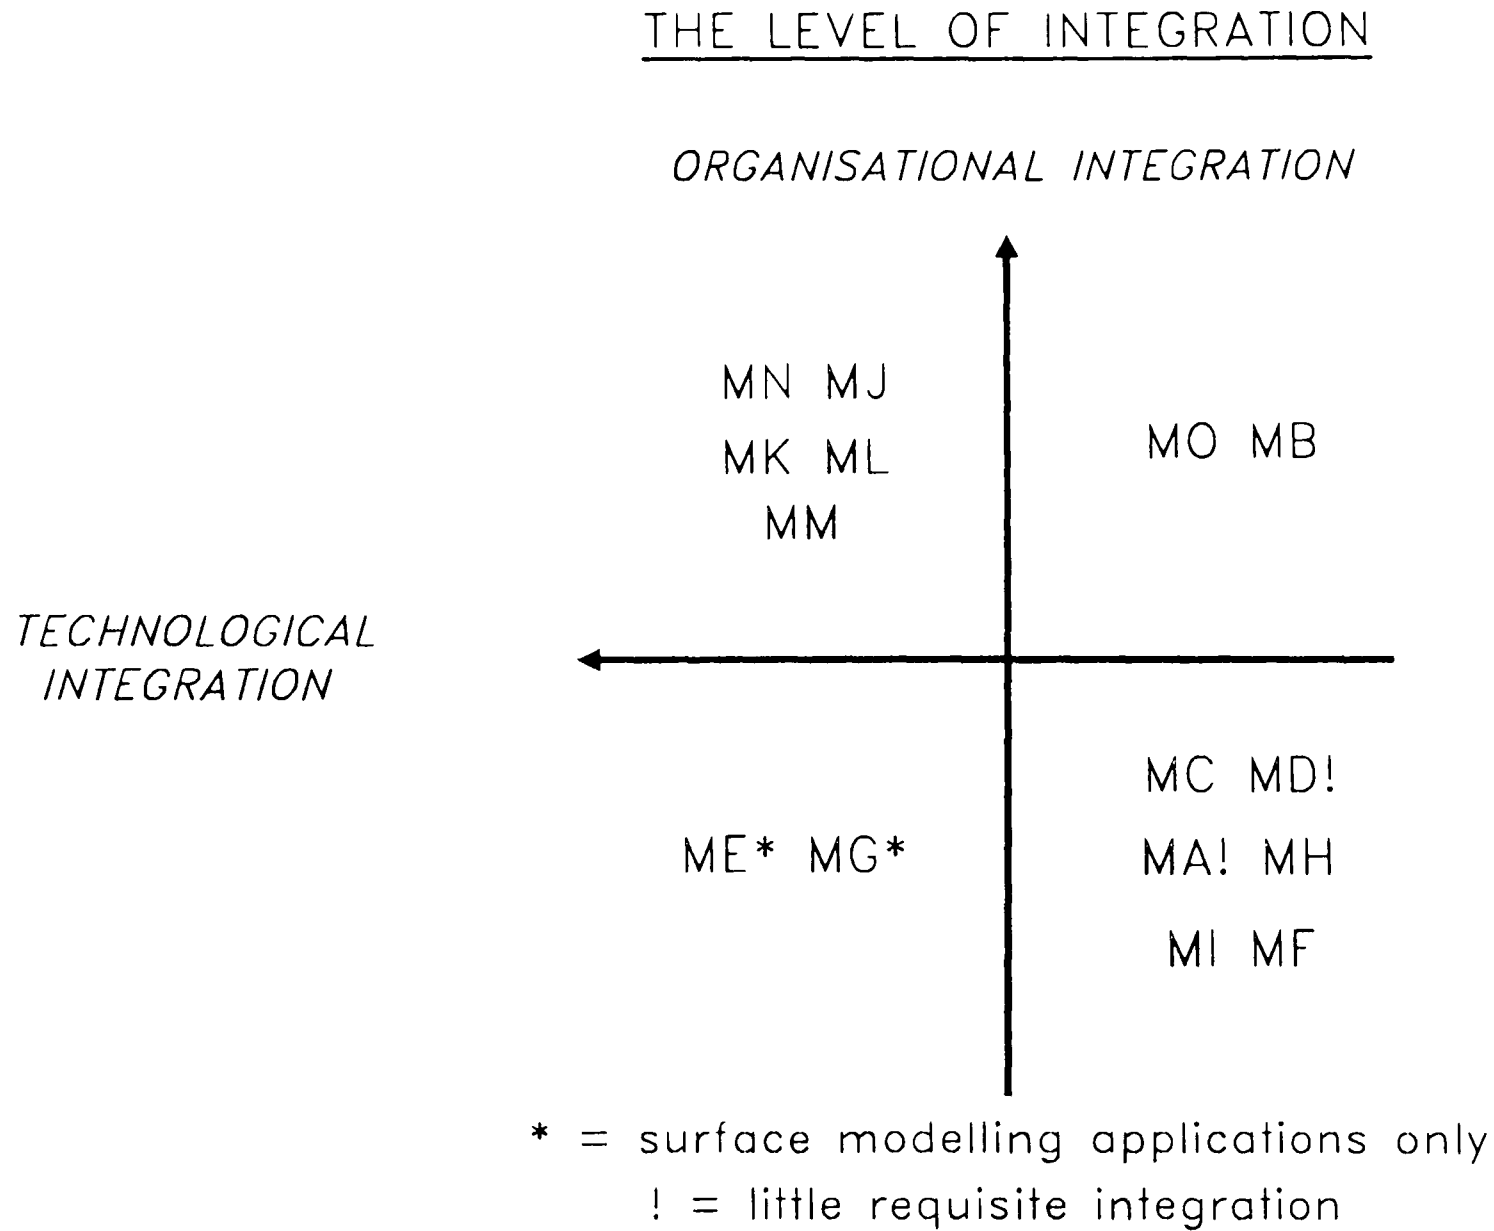 THE LEVEL OF INTEGRATION
ORGANISATIONAL INTEGRATION
MN MJ
MK ML
MM
MO MB
TECHNOLOGICAL
INTEGRATION
ME* MG*
MC MD!
MA! MH
MI MF
* = surface modelling applications only
! = little requisite integration